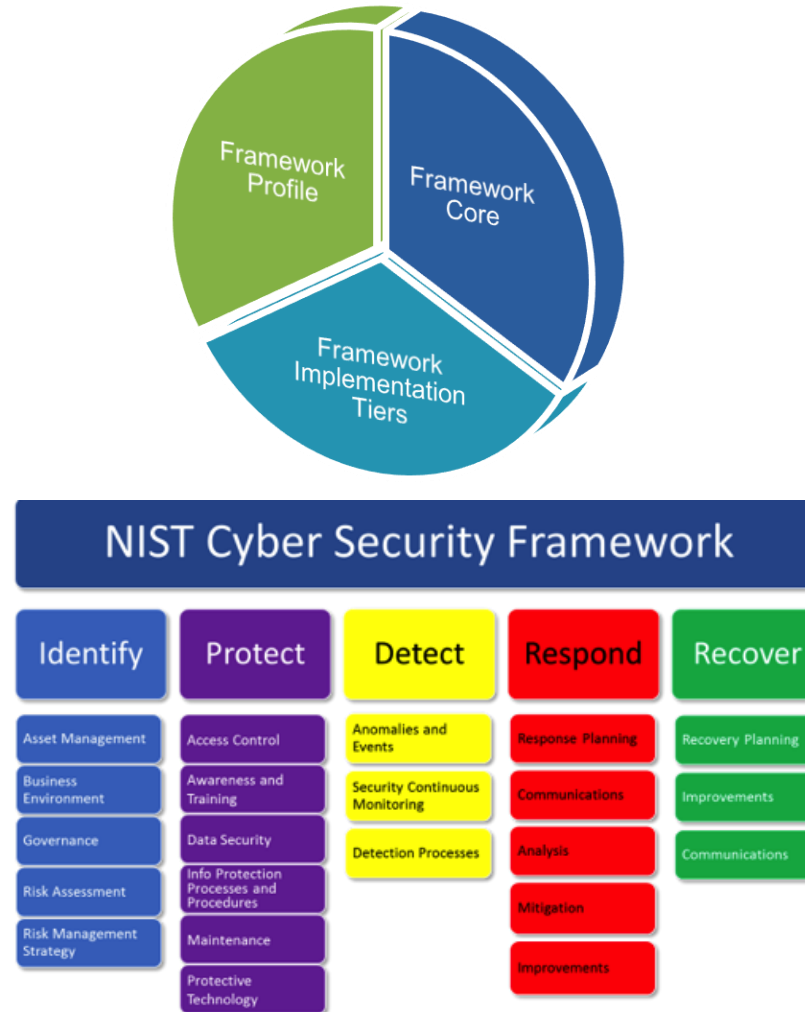 Framework
Profile
Framework
Core
Framework
Implementation
Tiers
NIST Cyber Security Framework
Identify
Protect
Detect
Respond
Recover
Asset Management
Business
Environment
Governance
Risk Assessment
Risk Management
Strategy
Access Control
Awareness and
Training
Data Security
Info Protection
Processes and
Procedures
Maintenance
Protective
Technology
Anomalies and
Events
Security Continuous
Monitoring
Detection Processes
Response Planning
Communications
Analysis
Mitigation
Improvements
Recovery Planning
Improvements
Communications